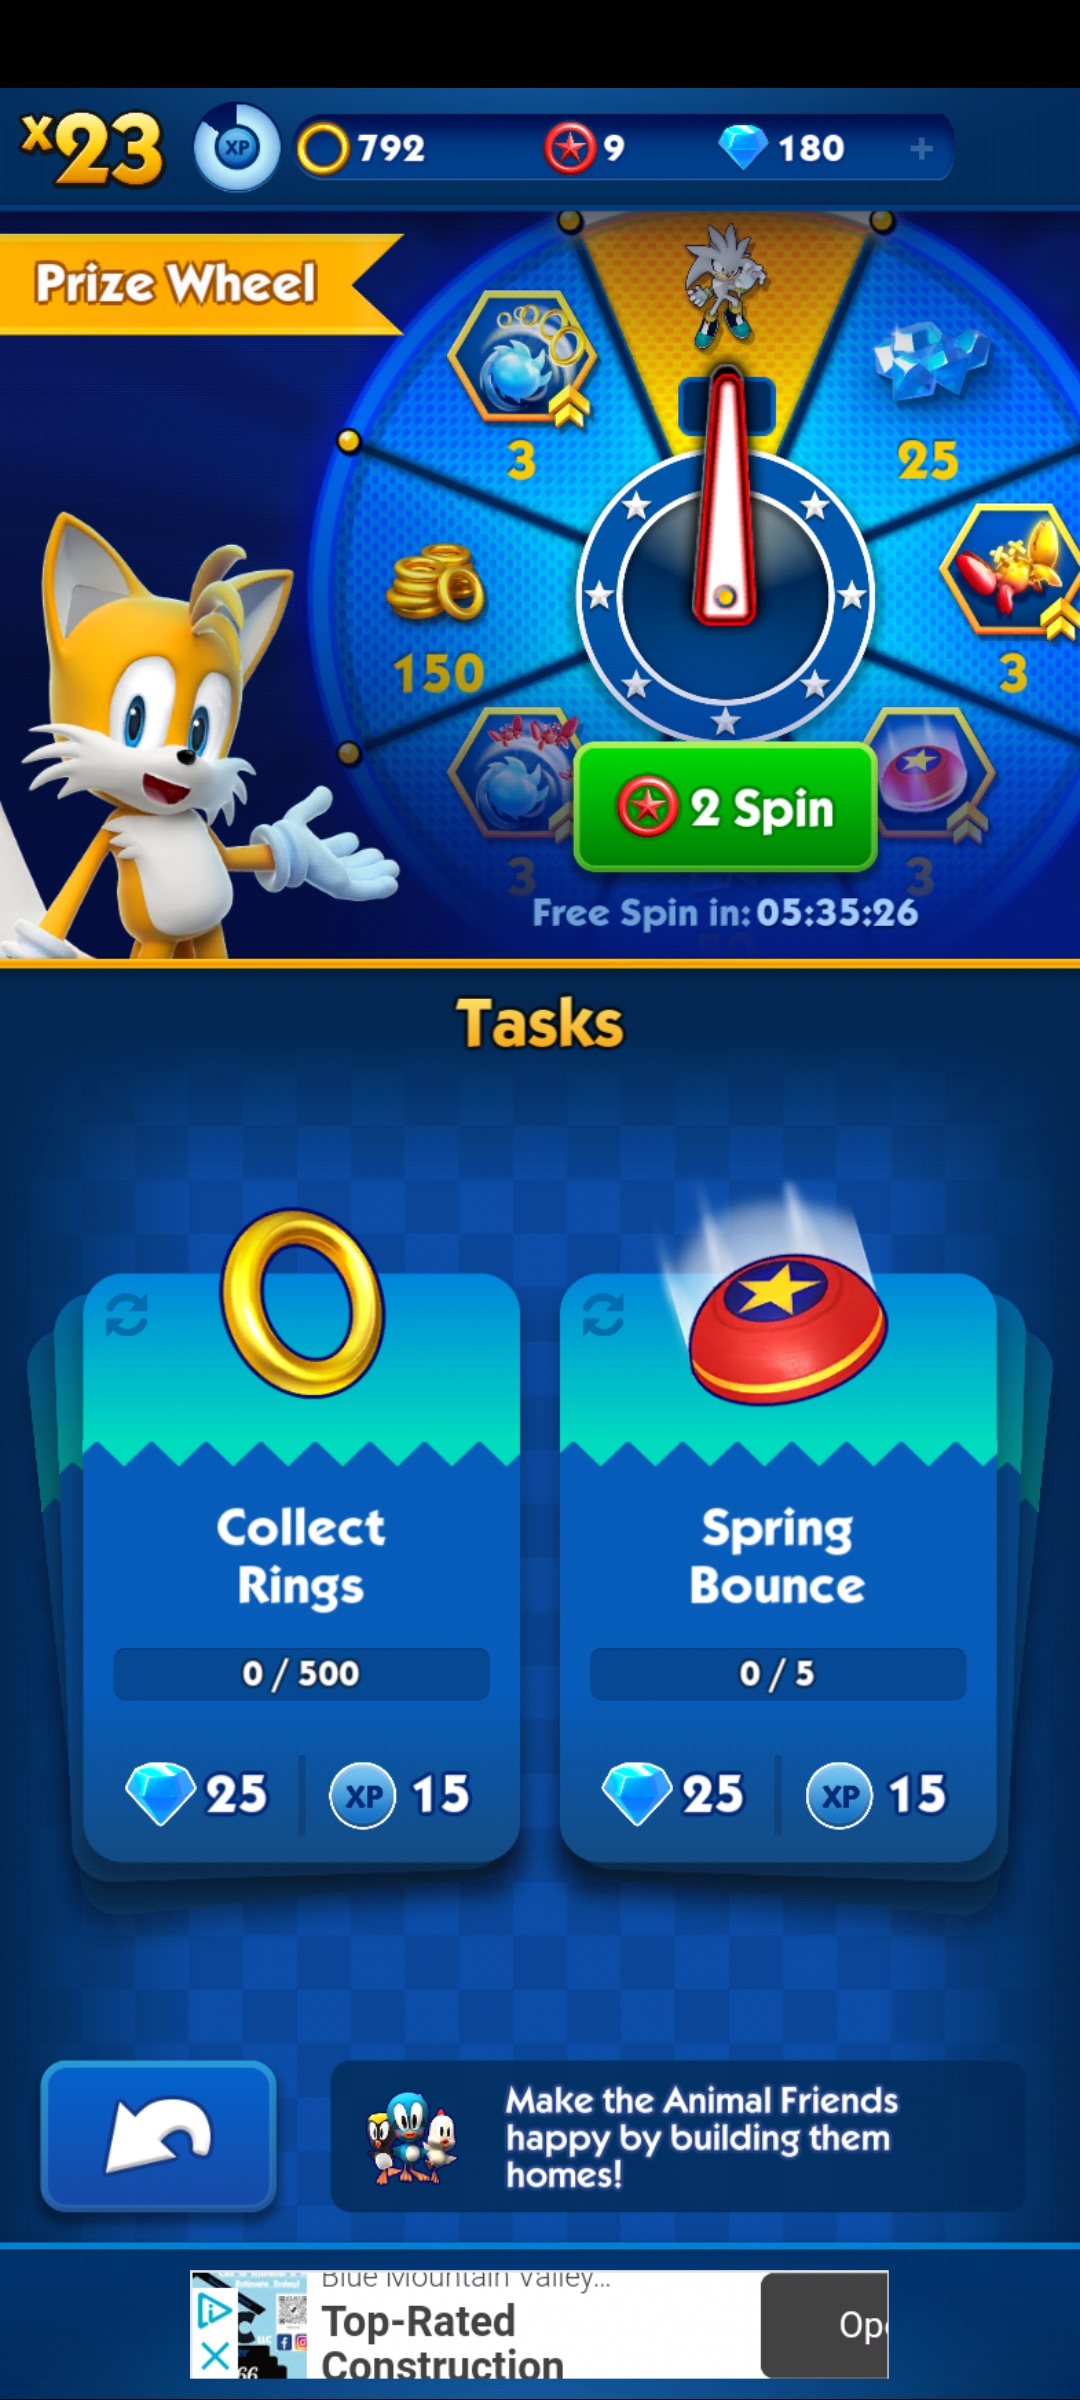 x23
XP
792
9
180
+
Prize Wheel
3
25
150
3
3
3
2 Spin
Free Spin in: 05:35:26
Tasks
Collect
Rings
0 / 500
25
XP
15
Spring
Bounce
0 / 5
25
XP
15
Make the Animal Friends
happy by building them
homes!
Blue Mountain Valley...
Top-Rated
Construction